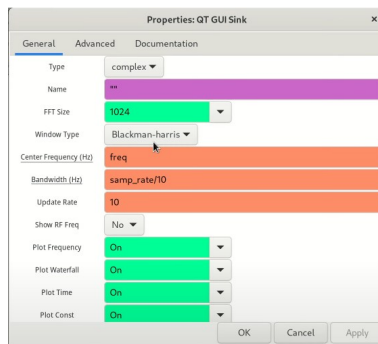 Properties: QT GUI Sink
General Advanced Documentation
Type complex
Name ""
FFT Size 1024
Window Type Blackman-harris
Center Frequency (Hz) freq
Bandwidth (Hz) samp_rate/10
Update Rate 10
Show RF Freq No
Plot Frequency On
Plot Waterfall On
Plot Time On
Plot Const On
OK Cancel Apply